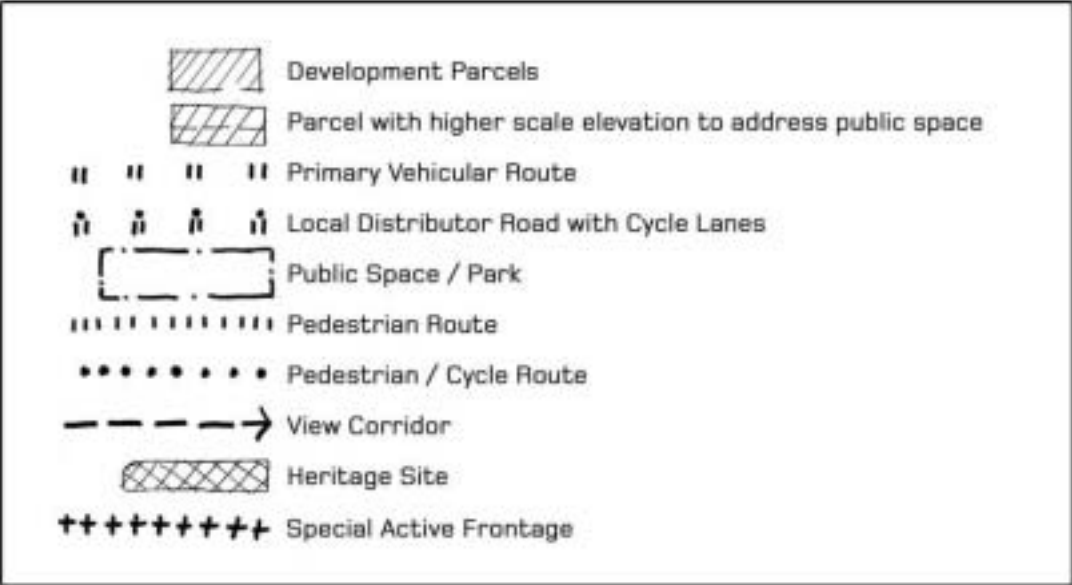 Development Parcels
Parcel with higher scale elevation to address public space
Primary Vehicular Route
Local Distributor Road with Cycle Lanes
Public Space / Park
Pedestrian Route
Pedestrian / Cycle Route
View Corridor
Heritage Site
Special Active Frontage